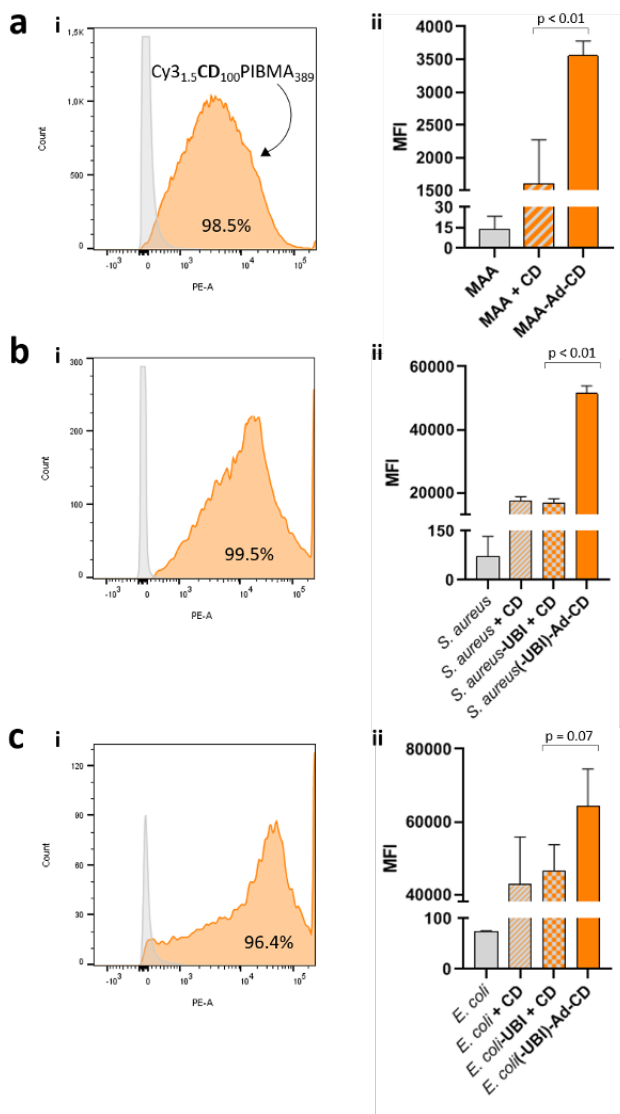 a
i
1,5K
1,0K
500
0
Count
Cy3₁.₅CD₁₀₀PIBMA₃₈₉
98.5%
-10³ 0 10³ 10⁴ 10⁵
PE-A
ii
p < 0.01
4000
3500
3000
2500
2000
1500
30
15
0
MFI
MAA
MAA + CD
MAA-Ad-CD
b
i
300
200
100
0
Count
99.5%
-10³ 0 10³ 10⁴ 10⁵
PE-A
ii
p < 0.01
60000
40000
20000
150
0
MFI
S. aureus
S. aureus + CD
S. aureus-UBI + CD
S. aureus(-UBI)-Ad-CD
c
i
120
90
60
30
0
Count
96.4%
-10³ 0 10³ 10⁴ 10⁵
PE-A
ii
p = 0.07
80000
60000
40000
100
0
MFI
E. coli
E. coli + CD
E. coli-UBI + CD
E. coli(-UBI)-Ad-CD